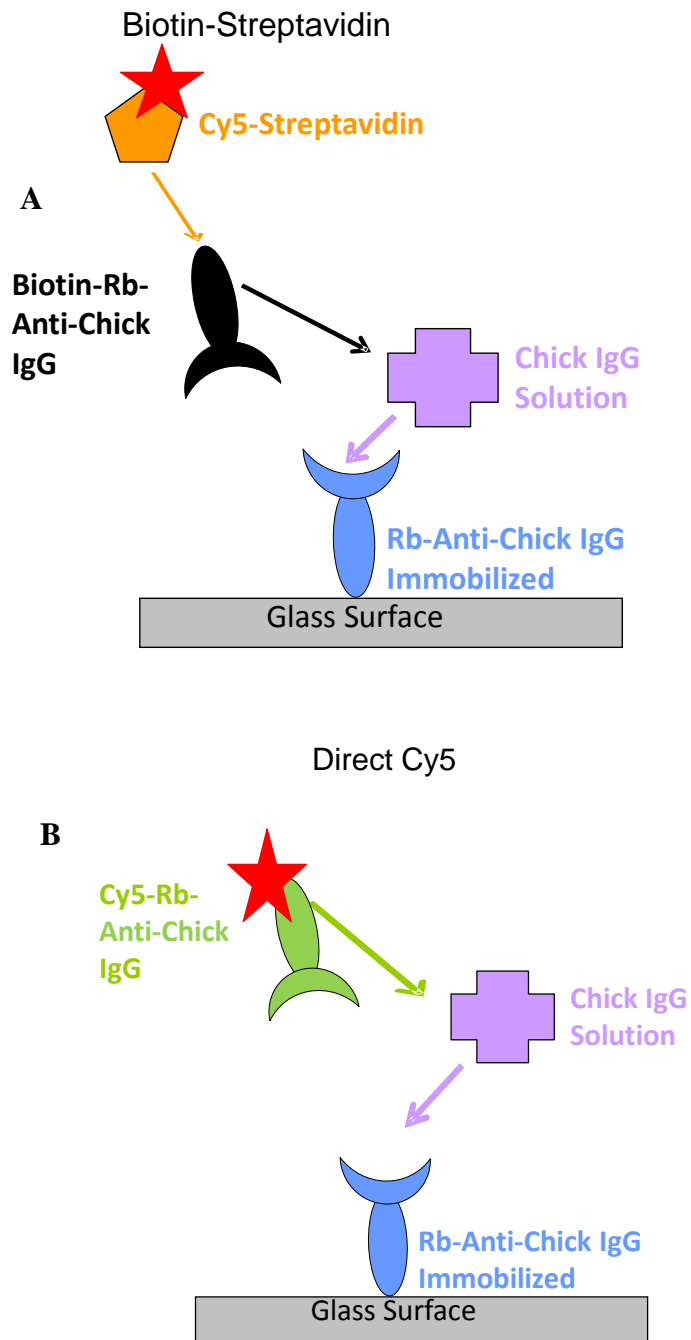 Biotin-Streptavidin
Cy5-Streptavidin
A
Biotin-Rb-
Anti-Chick
IgG
Chick IgG
Solution
Rb-Anti-Chick IgG
Immobilized
Glass Surface
Direct Cy5
B
Cy5-Rb-
Anti-Chick
IgG
Chick IgG
Solution
Rb-Anti-Chick IgG
Immobilized
Glass Surface